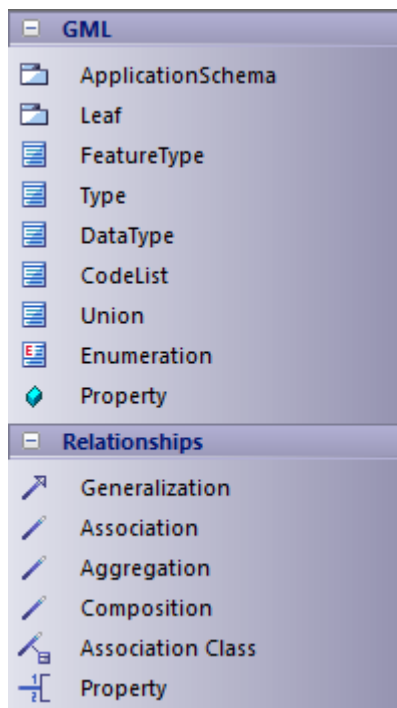 GML
ApplicationSchema
Leaf
FeatureType
Type
DataType
CodeList
Union
Enumeration
Property
Relationships
Generalization
Association
Aggregation
Composition
Association Class
Property